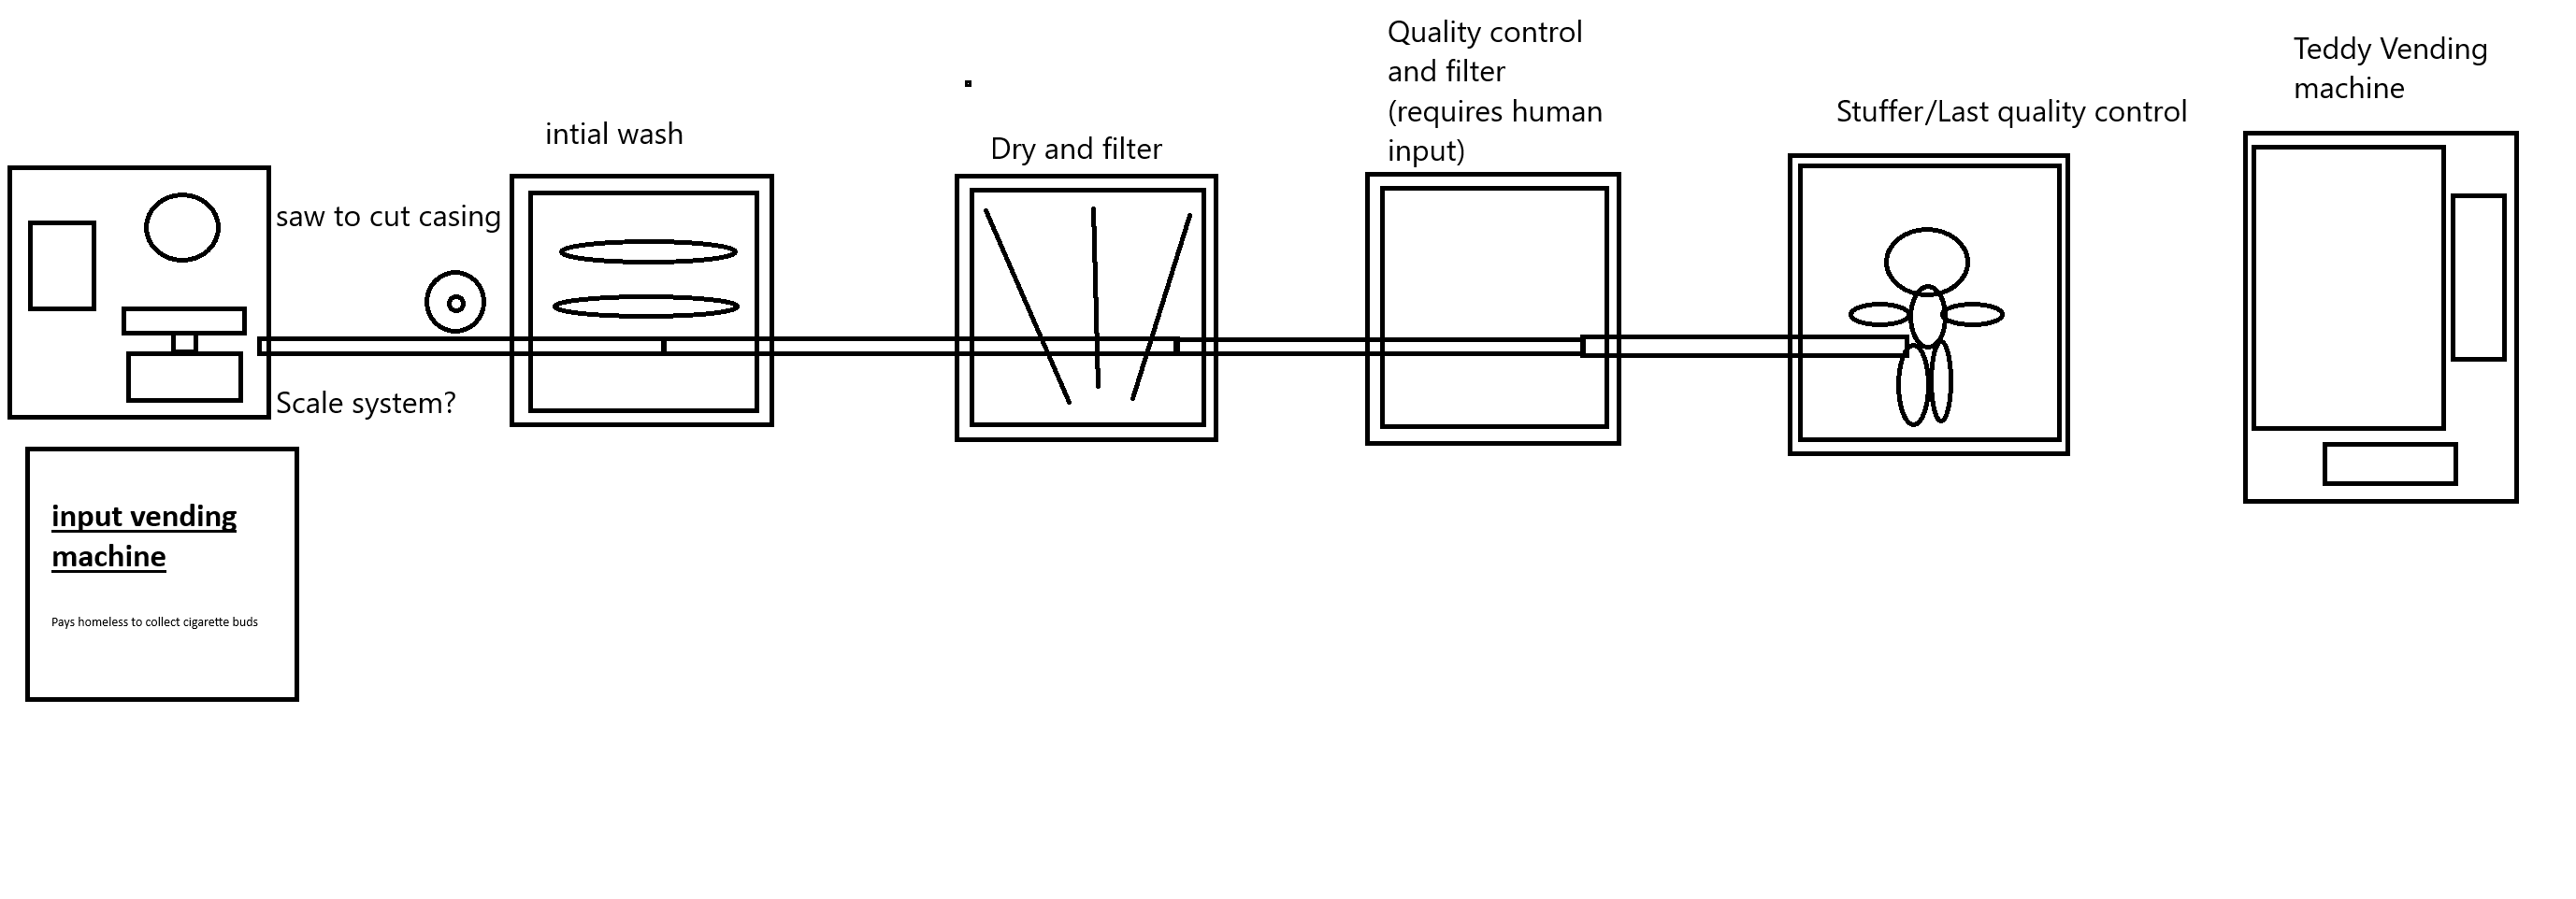 Quality control
and filter
(requires human
input)
Teddy Vending
machine
Stuffer/Last quality control
intial wash
Dry and filter
saw to cut casing
Scale system?
input vending
machine
Pays homeless to collect cigarette buds